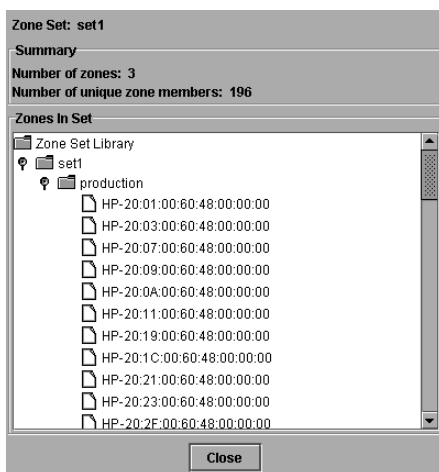 Zone Set: set1
Summary
Number of zones: 3
Number of unique zone members: 196
Zones In Set
Zone Set Library
set1
production
HP-20:01:00:60:48:00:00:00
HP-20:03:00:60:48:00:00:00
HP-20:07:00:60:48:00:00:00
HP-20:09:00:60:48:00:00:00
HP-20:0A:00:60:48:00:00:00
HP-20:11:00:60:48:00:00:00
HP-20:19:00:60:48:00:00:00
HP-20:1C:00:60:48:00:00:00
HP-20:21:00:60:48:00:00:00
HP-20:23:00:60:48:00:00:00
HP-20:2F:00:60:48:00:00:00
Close